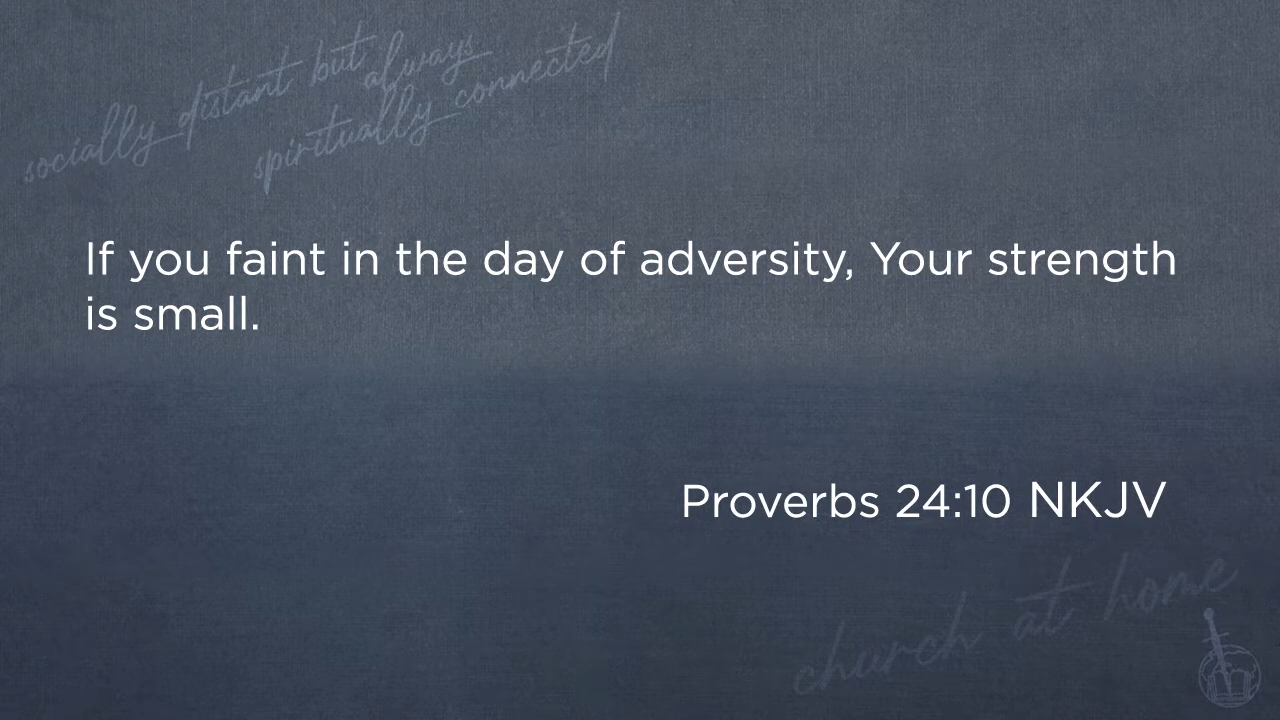 socially distant but always
spiritually connected
If you faint in the day of adversity, Your strength
is small.
Proverbs 24:10 NKJV
church at home